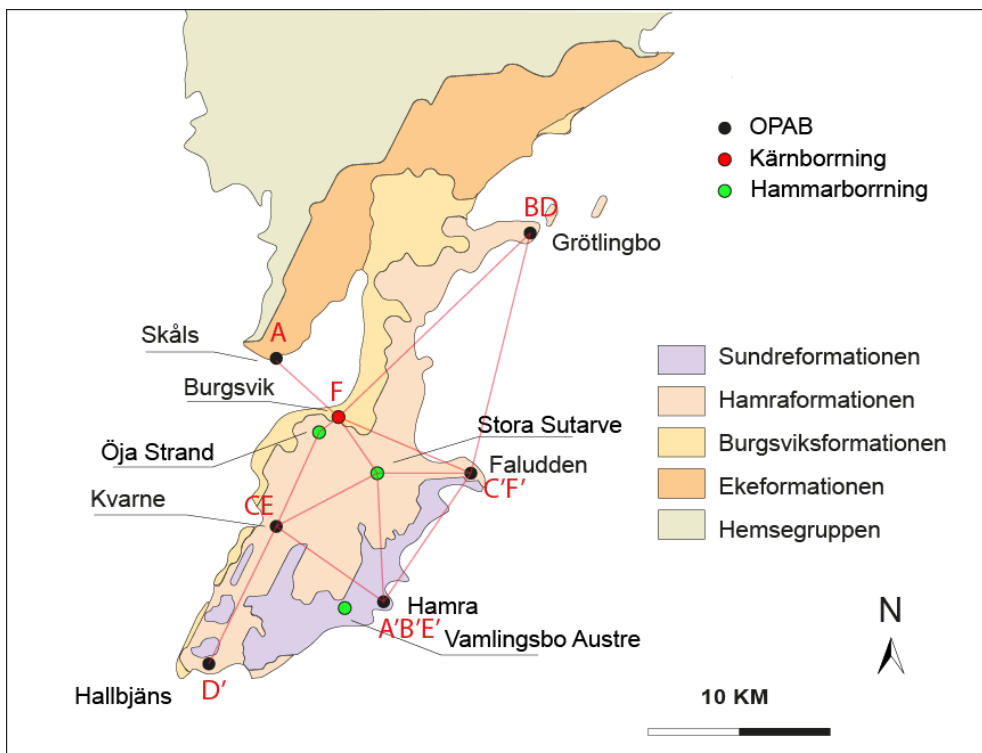 OPAB
Kärnborrning
Hammarborrning
BD
Grötlingbo
A
Skåls
Burgsvik
F
Stora Sutarve
Öja Strand
Faludden
C'F'
Kvarne
CE
Sundreformationen
Hamraformationen
Burgsviksformationen
Ekeformationen
Hemsegruppen
Hamra
A'B'E'
Vamlingsbo Austre
Hallbjäns
D'
N
10 KM